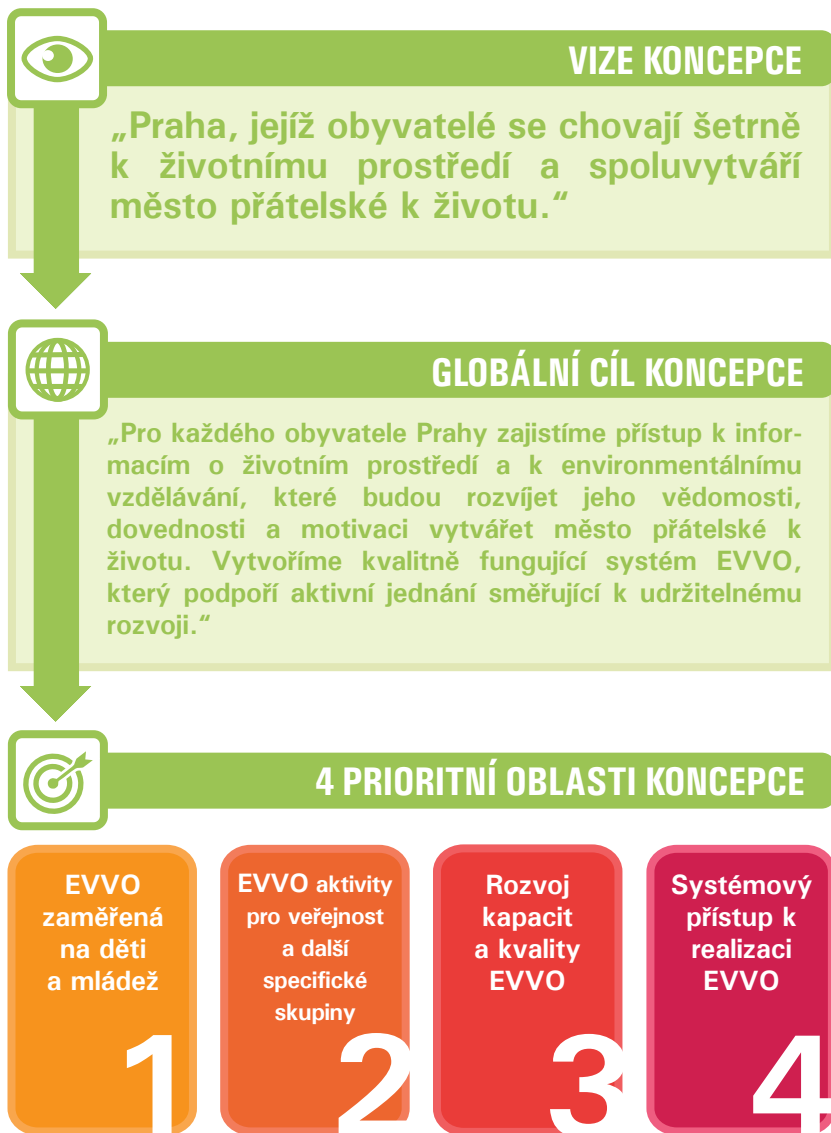 VIZE KONCEPCE
„Praha, jejíž obyvatelé se chovají šetrně
k životnímu prostředí a spoluvytváří
město přátelské k životu.“
GLOBÁLNÍ CÍL KONCEPCE
„Pro každého obyvatele Prahy zajistíme přístup k infor-
macím o životním prostředí a k environmentálnímu
vzdělávání, které budou rozvíjet jeho vědomosti,
dovednosti a motivaci vytvářet město přátelské k
životu. Vytvoříme kvalitně fungující systém EVVO,
který podpoří aktivní jednání směřující k udržitelnému
rozvoji.“
4 PRIORITNÍ OBLASTI KONCEPCE
EVVO
zaměřená
na děti
a mládež
1
EVVO aktivity
pro veřejnost
a další
specifické
skupiny
2
Rozvoj
kapacit
a kvality
EVVO
3
Systémový
přístup k
realizaci
EVVO
4